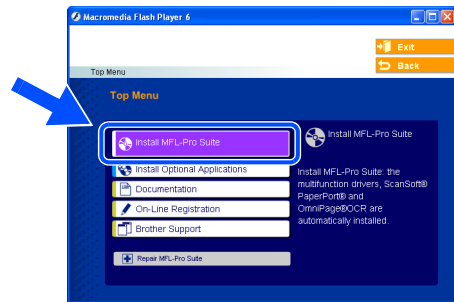 Macromedia Flash Player 6
Exit
Back
Top Menu
Top Menu
Install MFL-Pro Suite
Install Optional Applications
Documentation
On-Line Registration
Brother Support
Repair MFL-Pro Suite
Install MFL-Pro Suite
Install MFL-Pro Suite: the
multifunction drivers, ScanSoft®
PaperPort® and
OmniPage®OCR are
automatically installed.